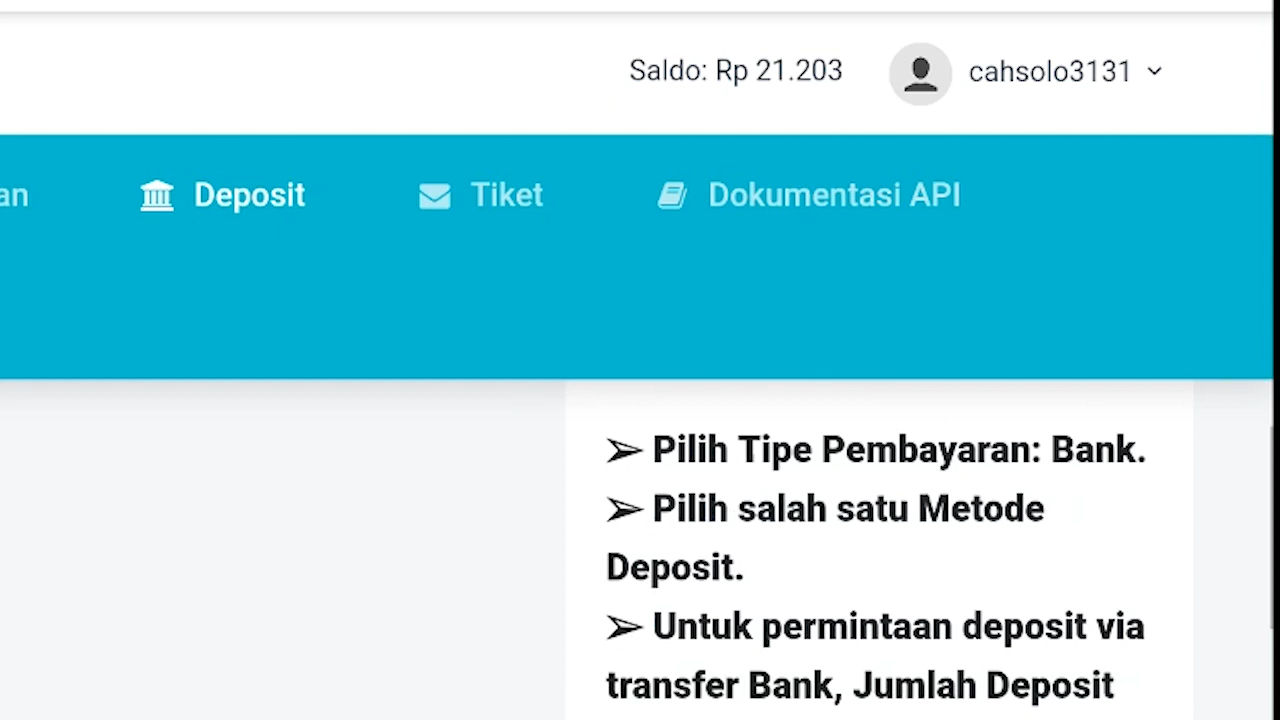 Saldo: Rp 21.203 cahsolo3131
an Deposit Tiket Dokumentasi API
➢ Pilih Tipe Pembayaran: Bank.
➢ Pilih salah satu Metode
Deposit.
➢ Untuk permintaan deposit via
transfer Bank, Jumlah Deposit